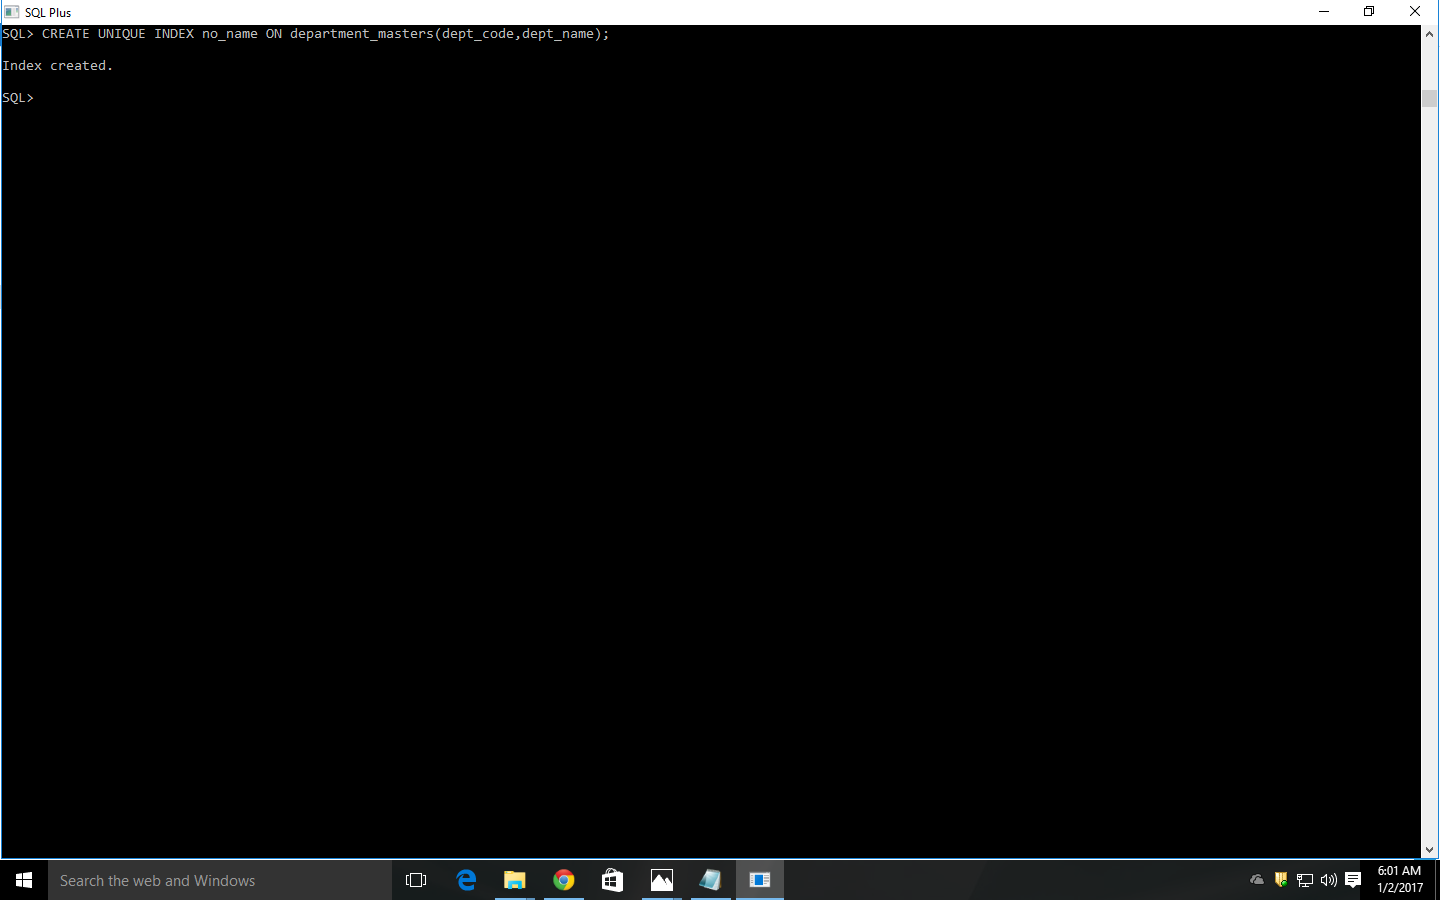 SQL Plus
SQL> CREATE UNIQUE INDEX no_name ON department_masters(dept_code,dept_name);
Index created.
SQL>
Search the web and Windows
6:01 AM
1/2/2017